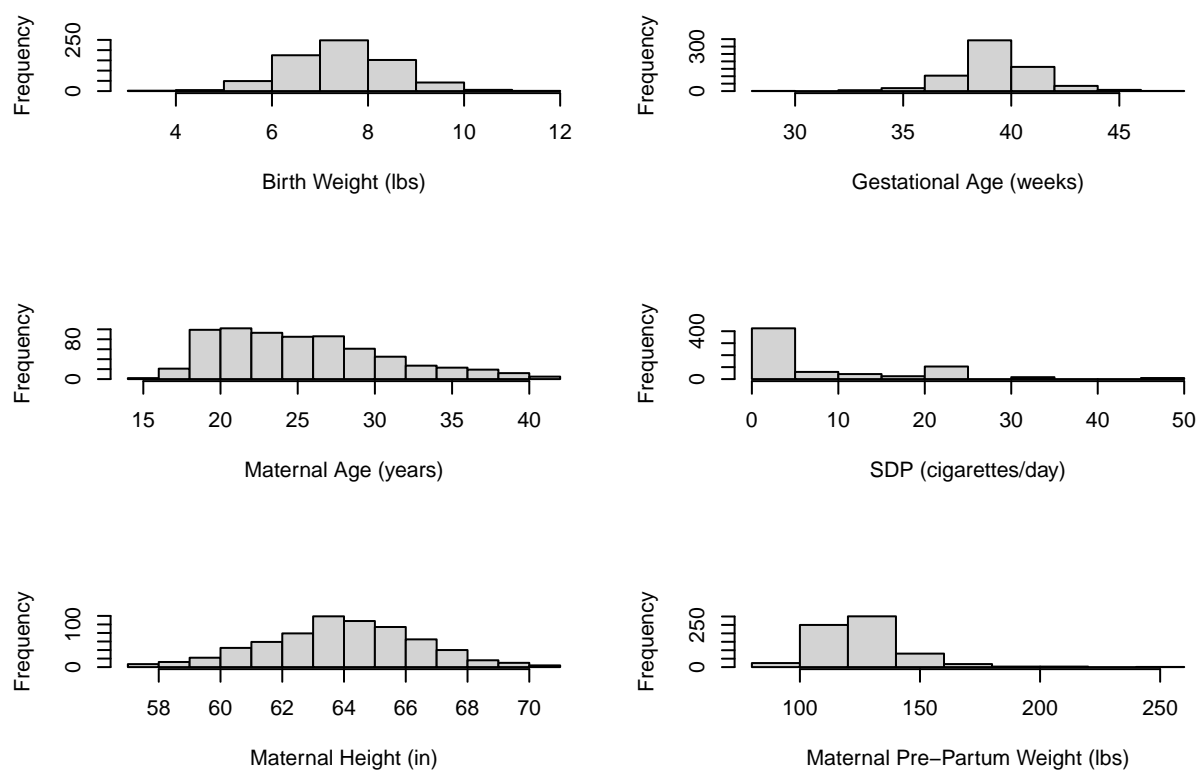 Frequency
0 250
4 6 8 10 12
Birth Weight (lbs)
Frequency
0 300
30 35 40 45
Gestational Age (weeks)
Frequency
0 80
15 20 25 30 35 40
Maternal Age (years)
Frequency
0 400
0 10 20 30 40 50
SDP (cigarettes/day)
Frequency
0 100
58 60 62 64 66 68 70
Maternal Height (in)
Frequency
0 250
100 150 200 250
Maternal Pre−Partum Weight (lbs)